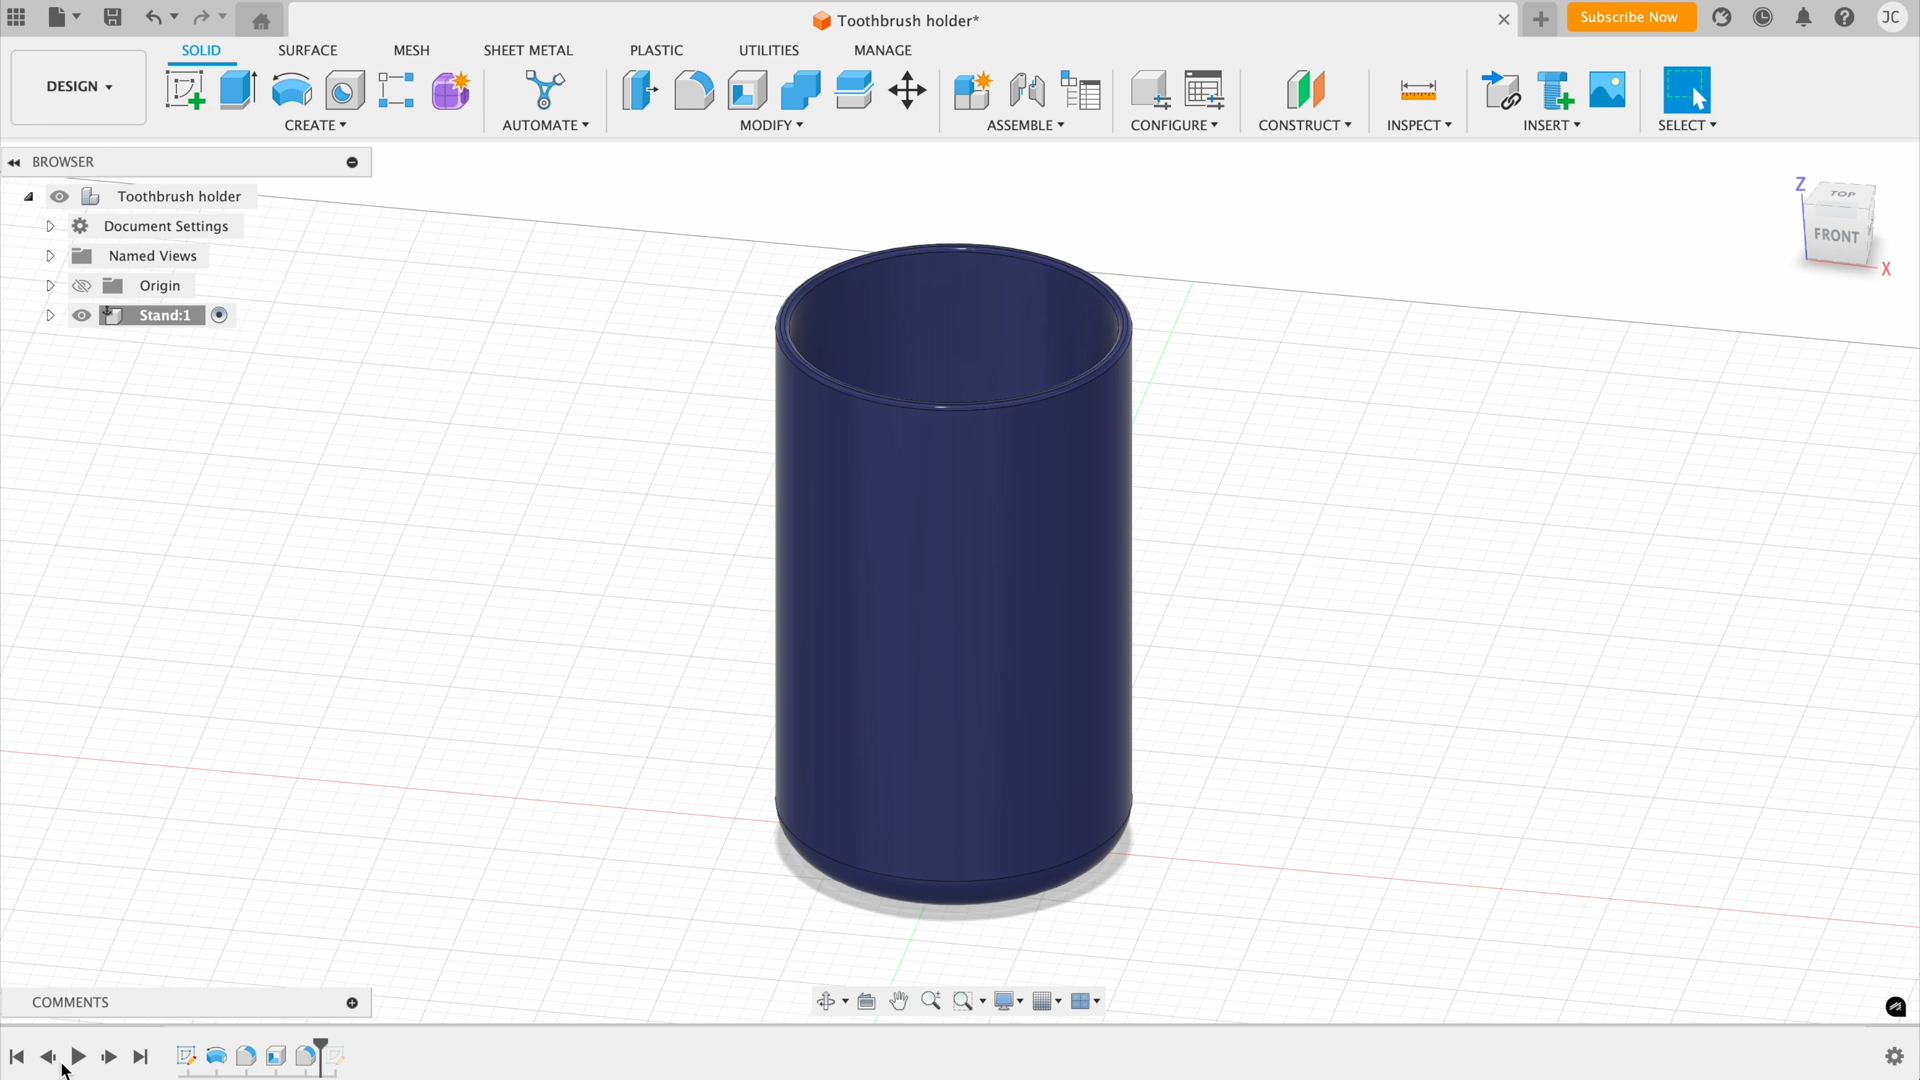 Toothbrush holder*
Subscribe Now
JC
SOLID
SURFACE
MESH
SHEET METAL
PLASTIC
UTILITIES
MANAGE
DESIGN
CREATE
AUTOMATE
MODIFY
ASSEMBLE
CONFIGURE
CONSTRUCT
INSPECT
INSERT
SELECT
BROWSER
Toothbrush holder
Document Settings
Named Views
Origin
Stand:1
Z
TOP
FRONT
X
COMMENTS